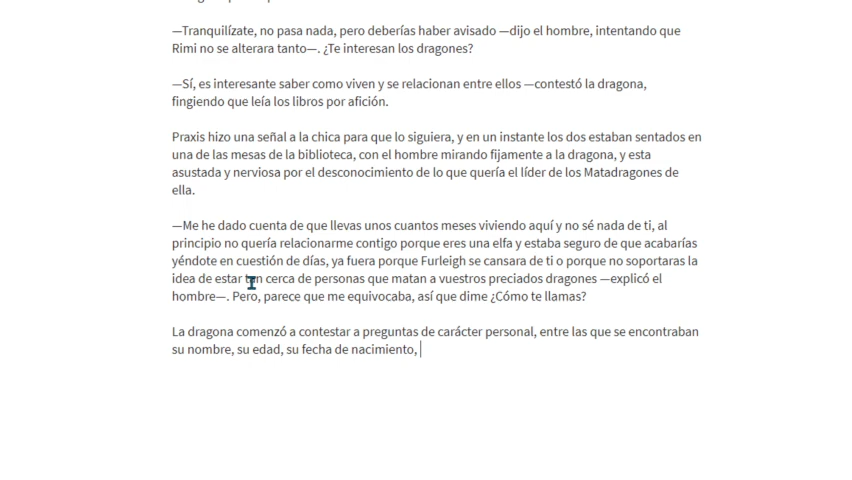 —Tranquilízate, no pasa nada, pero deberías haber avisado —dijo el hombre, intentando que
Rimi no se alterara tanto—. ¿Te interesan los dragones?
—Sí, es interesante saber como viven y se relacionan entre ellos —contestó la dragona,
fingiendo que leía los libros por afición.
Praxis hizo una señal a la chica para que lo siguiera, y en un instante los dos estaban sentados en
una de las mesas de la biblioteca, con el hombre mirando fijamente a la dragona, y esta
asustada y nerviosa por el desconocimiento de lo que quería el líder de los Matadragones de
ella.
—Me he dado cuenta de que llevas unos cuantos meses viviendo aquí y no sé nada de ti, al
principio no quería relacionarme contigo porque eres una elfa y estaba seguro de que acabarías
yéndote en cuestión de días, ya fuera porque Furleigh se cansara de ti o porque no soportaras la
idea de estar tan cerca de personas que matan a vuestros preciados dragones —explicó el
hombre—. Pero, parece que me equivocaba, así que dime ¿Cómo te llamas?
La dragona comenzó a contestar a preguntas de carácter personal, entre las que se encontraban
su nombre, su edad, su fecha de nacimiento,